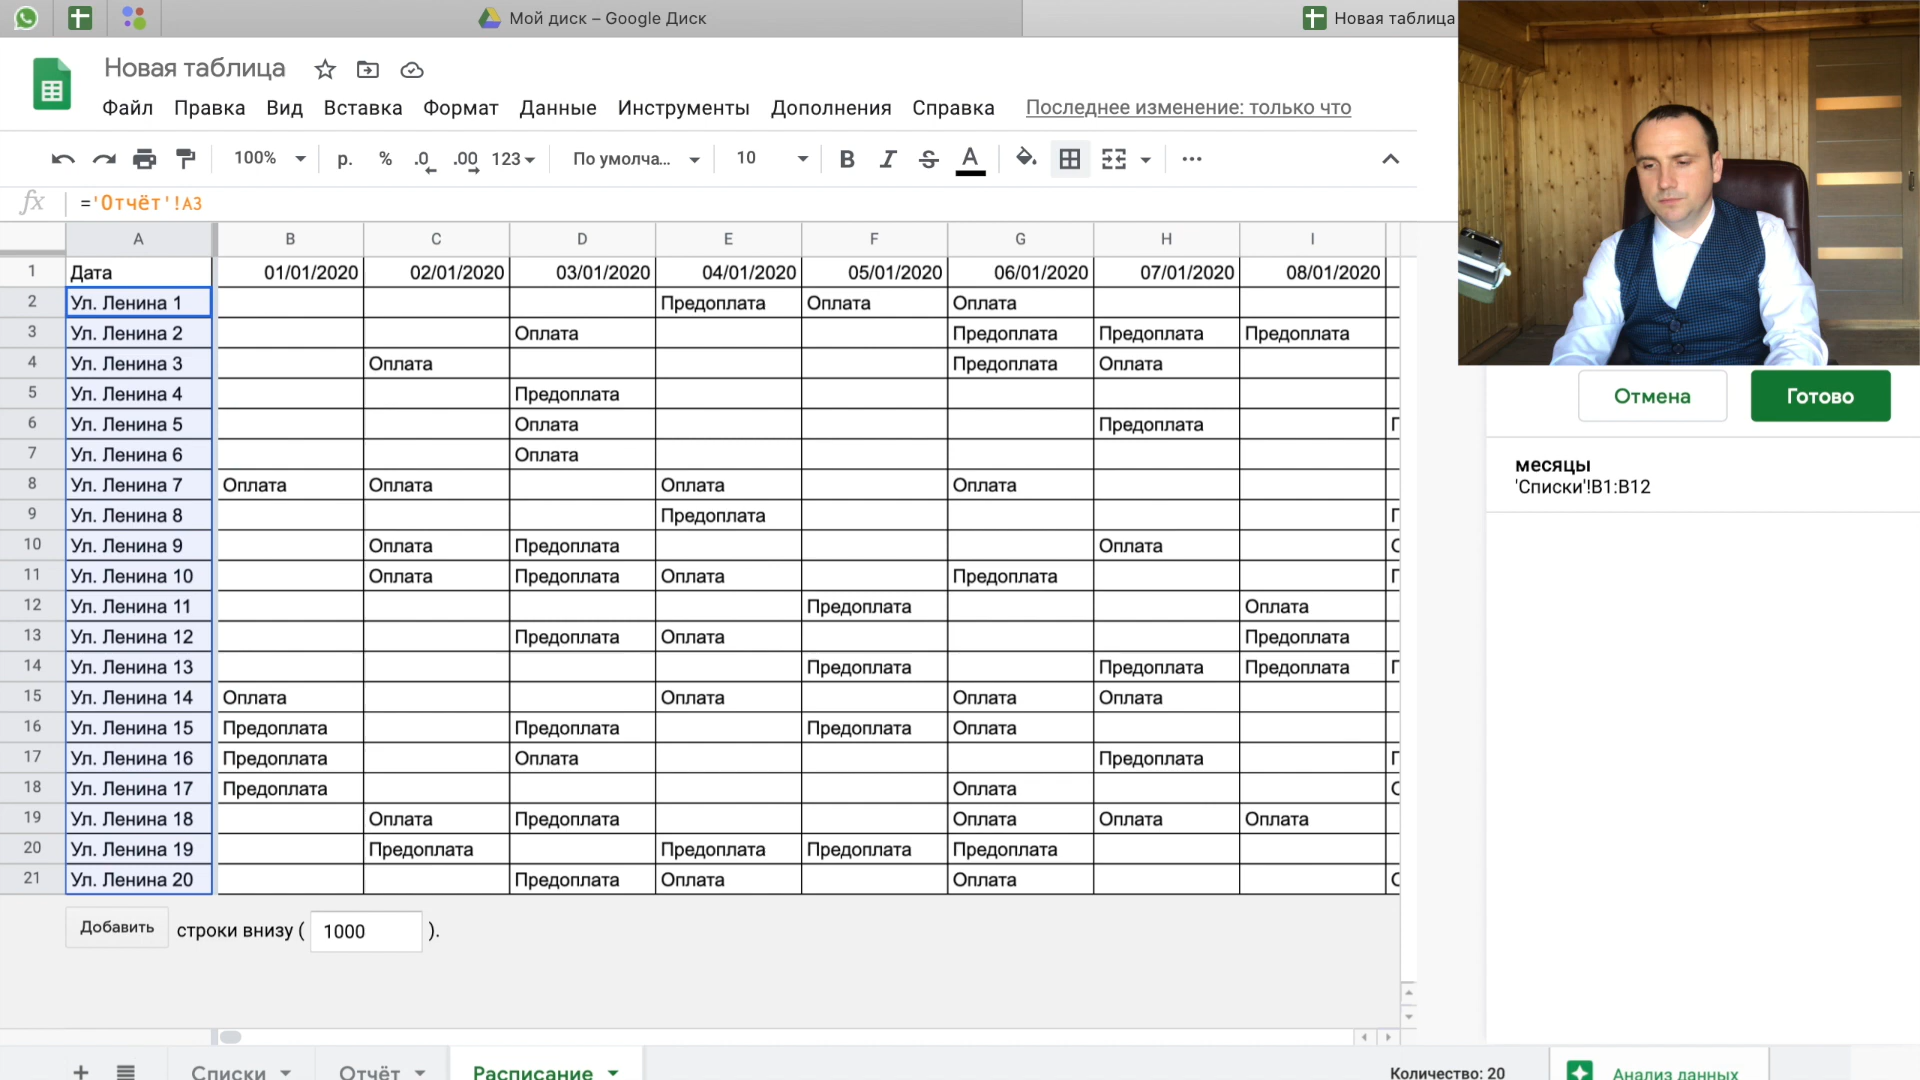 Мой диск – Google Диск
Новая таблица
Новая таблица
Файл Правка Вид Вставка Формат Данные Инструменты Дополнения Справка Последнее изменение: только что
100% р. % .0 .00 123 По умолча... 10 B I S A
fx ='Отчёт'!A3
A B C D E F G H I
1 Дата 01/01/2020 02/01/2020 03/01/2020 04/01/2020 05/01/2020 06/01/2020 07/01/2020 08/01/2020
2 Ул. Ленина 1 Предоплата Оплата Оплата
3 Ул. Ленина 2 Оплата Предоплата Предоплата Предоплата
4 Ул. Ленина 3 Оплата Предоплата Оплата
5 Ул. Ленина 4 Предоплата
6 Ул. Ленина 5 Оплата Предоплата
7 Ул. Ленина 6 Оплата
8 Ул. Ленина 7 Оплата Оплата Оплата Оплата
9 Ул. Ленина 8 Предоплата
10 Ул. Ленина 9 Оплата Предоплата Оплата
11 Ул. Ленина 10 Оплата Предоплата Оплата Предоплата
12 Ул. Ленина 11 Предоплата Оплата
13 Ул. Ленина 12 Предоплата Оплата Предоплата
14 Ул. Ленина 13 Предоплата Предоплата Предоплата
15 Ул. Ленина 14 Оплата Оплата Оплата Оплата
16 Ул. Ленина 15 Предоплата Предоплата Предоплата Оплата
17 Ул. Ленина 16 Предоплата Оплата Предоплата
18 Ул. Ленина 17 Предоплата Оплата
19 Ул. Ленина 18 Оплата Предоплата Оплата Оплата Оплата
20 Ул. Ленина 19 Предоплата Предоплата Предоплата Предоплата
21 Ул. Ленина 20 Предоплата Оплата Оплата
Добавить строки внизу ( 1000 ).
Отмена Готово
месяцы
'Списки'!B1:B12
Списки Отчёт Расписание Количество: 20 Анализ данных